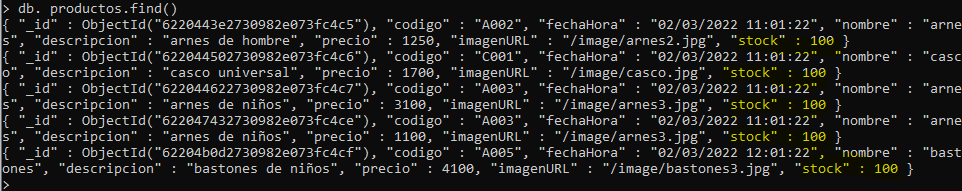 > db. productos.find()
{ "_id" : ObjectId("6220443e2730982e073fc4c5"), "codigo" : "A002", "fechaHora" : "02/03/2022 11:01:22", "nombre" : "arne
s", "descripcion" : "arnes de hombre", "precio" : 1250, "imagenURL" : "/image/arnes2.jpg", "stock" : 100 }
{ "_id" : ObjectId("622044502730982e073fc4c6"), "codigo" : "C001", "fechaHora" : "02/03/2022 11:01:22", "nombre" : "casc
o", "descripcion" : "casco universal", "precio" : 1700, "imagenURL" : "/image/casco.jpg", "stock" : 100 }
{ "_id" : ObjectId("622044622730982e073fc4c7"), "codigo" : "A003", "fechaHora" : "02/03/2022 11:01:22", "nombre" : "arne
s", "descripcion" : "arnes de niños", "precio" : 3100, "imagenURL" : "/image/arnes3.jpg", "stock" : 100 }
{ "_id" : ObjectId("622047432730982e073fc4ce"), "codigo" : "A003", "fechaHora" : "02/03/2022 11:01:22", "nombre" : "arne
s", "descripcion" : "arnes de niños", "precio" : 1100, "imagenURL" : "/image/arnes3.jpg", "stock" : 100 }
{ "_id" : ObjectId("62204b0d2730982e073fc4cf"), "codigo" : "A005", "fechaHora" : "02/03/2022 12:01:22", "nombre" : "bast
ones", "descripcion" : "bastones de niños", "precio" : 4100, "imagenURL" : "/image/bastones3.jpg", "stock" : 100 }
>